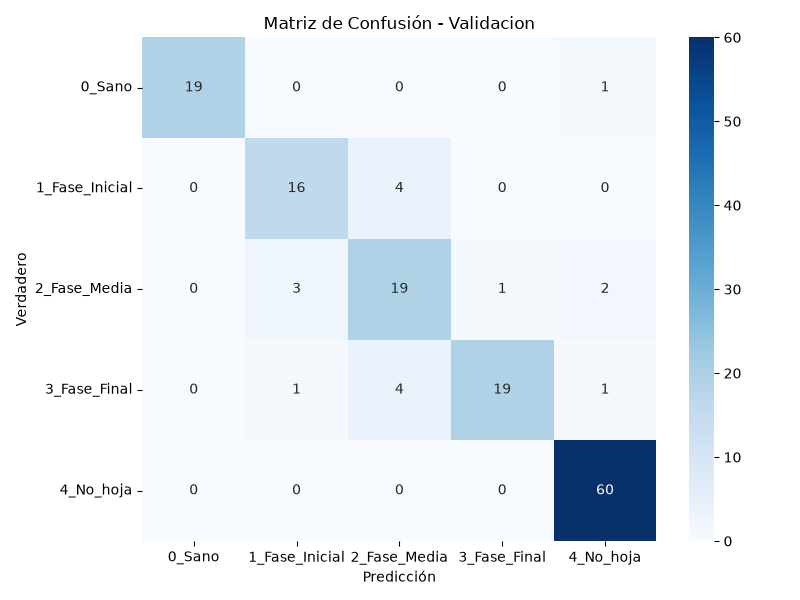 Matriz de Confusión - Validacion
0_Sano 19 0 0 0 1
1_Fase_Inicial 0 16 4 0 0
2_Fase_Media 0 3 19 1 2
3_Fase_Final 0 1 4 19 1
4_No_hoja 0 0 0 0 60
0_Sano 1_Fase_Inicial 2_Fase_Media 3_Fase_Final 4_No_hoja
Predicción
Verdadero
60
50
40
30
20
10
0